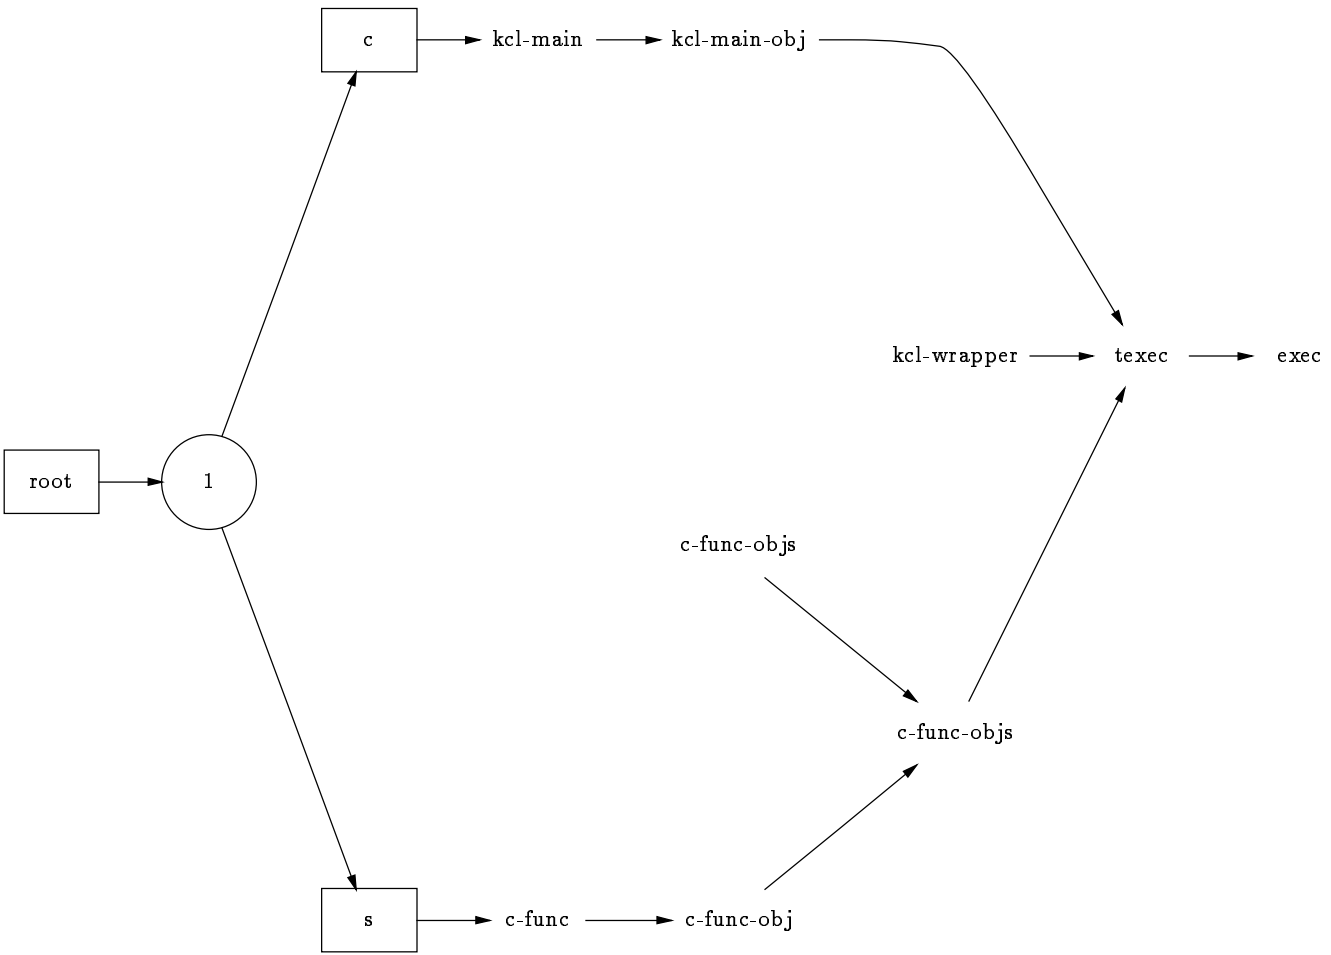 c
kcl-main
kcl-main-obj
kcl-wrapper
texec
exec
root
1
c-func-objs
c-func-objs
s
c-func
c-func-obj